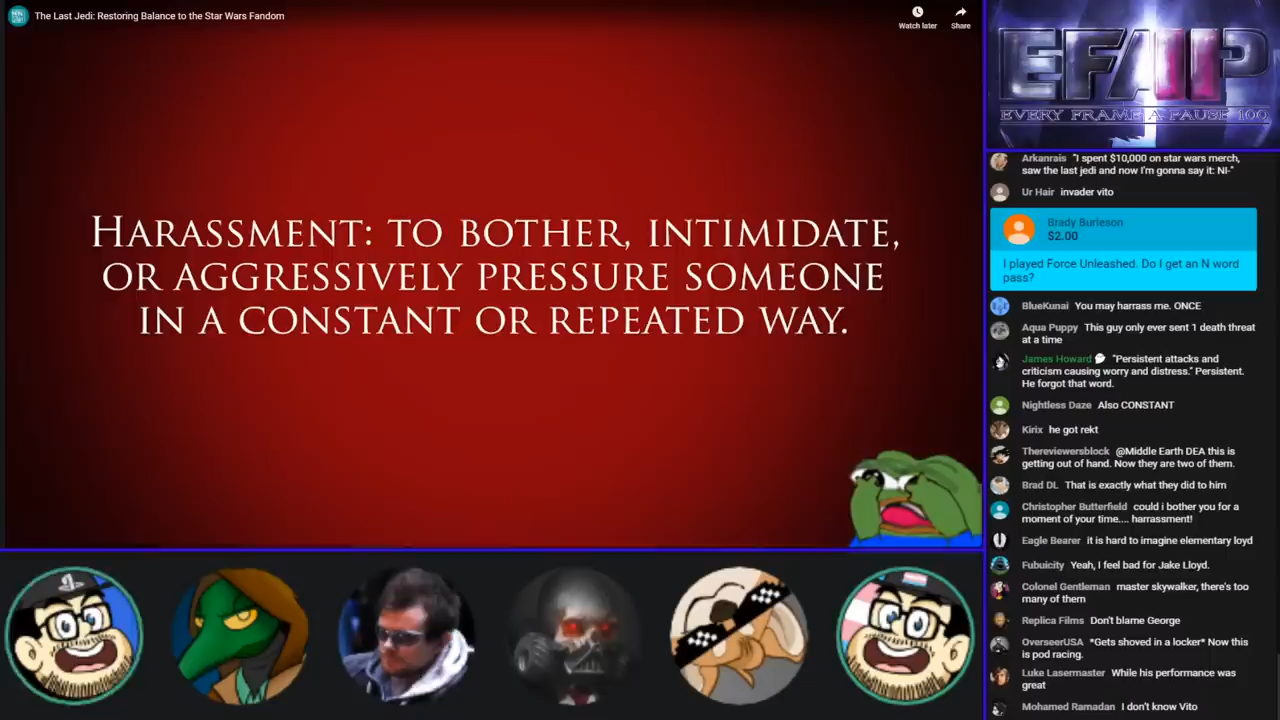 The Last Jedi: Restoring Balance to the Star Wars Fandom
Watch later
Share
HARASSMENT: TO BOTHER, INTIMIDATE,
OR AGGRESSIVELY PRESSURE SOMEONE
IN A CONSTANT OR REPEATED WAY.
EFAP
EVERY FRAME A PAUSE 100
Arkanrais "I spent $10,000 on star wars merch,
saw the last jedi and now I'm gonna say it: NI-"
Ur Hair invader vito
Brady Burleson
$2.00
I played Force Unleashed. Do I get an N word
pass?
BlueKunai You may harrass me. ONCE
Aqua Puppy This guy only ever sent 1 death threat
at a time
James Howard "Persistent attacks and
criticism causing worry and distress." Persistent.
He forgot that word.
Nightless Daze Also CONSTANT
Kirix he got rekt
Thereviewersblock @Middle Earth DEA this is
getting out of hand. Now they are two of them.
Brad DL That is exactly what they did to him
Christopher Butterfield could i bother you for a
moment of your time.... harrassment!
Eagle Bearer it is hard to imagine elementary loyd
Fubuicity Yeah, I feel bad for Jake Lloyd.
Colonel Gentleman master skywalker, there's too
many of them
Replica Films Don't blame George
OverseerUSA *Gets shoved in a locker* Now this
is pod racing.
Luke Lasermaster While his performance was
great
Mohamed Ramadan I don't know Vito